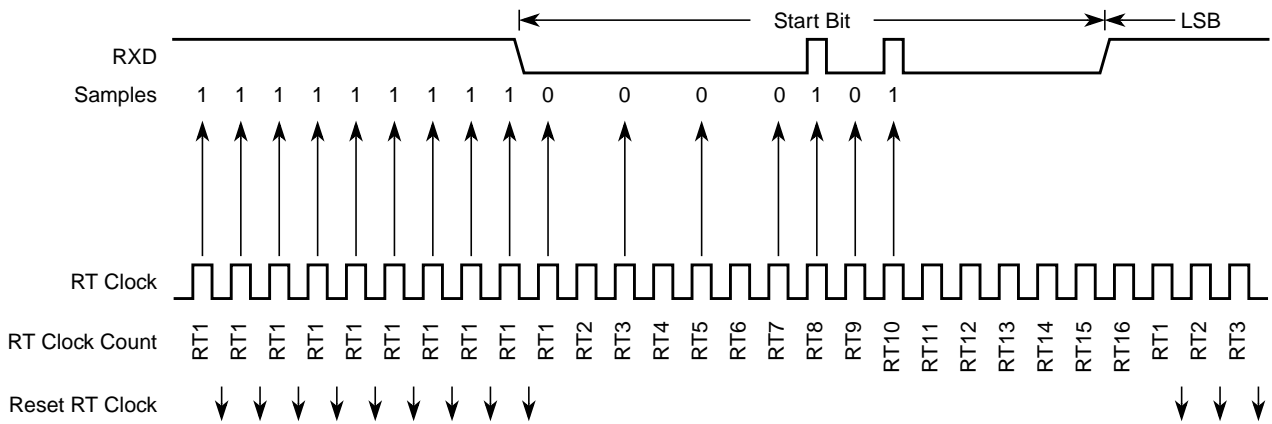 Start Bit LSB
RXD
Samples 1 1 1 1 1 1 1 1 1 0 0 0 0 1 0 1
RT Clock
RT Clock Count RT1 RT1 RT1 RT1 RT1 RT1 RT1 RT1 RT1 RT1 RT2 RT3 RT4 RT5 RT6 RT7 RT8 RT9 RT10 RT11 RT12 RT13 RT14 RT15 RT16 RT1 RT2 RT3
Reset RT Clock